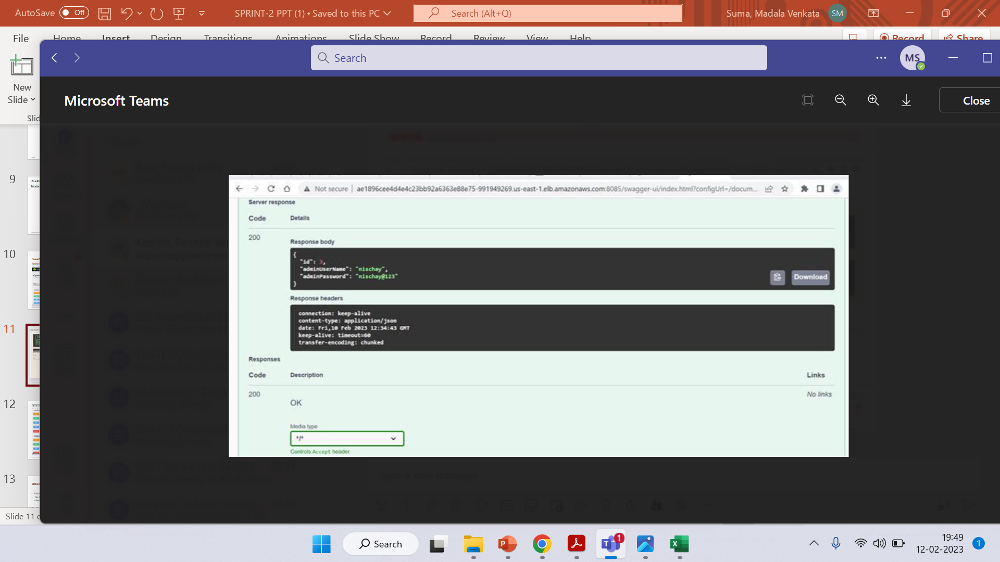 AutoSave Off SPRINT-2 PPT (1) • Saved to this PC Search (Alt+Q) Suma, Madala Venkata SM
File Home Insert Design Transitions Animations Slide Show Record Review View Help Record Share
Search MS
New
Slide
Microsoft Teams Close
Slid
Not secure ae1896cee4d4e4c23bb92a6363e88e75-991949269.us-east-1.elb.amazonaws.com:8085/swagger-ui/index.html?configUrl=/docum...
Server response
Code Details
200
Response body
{
"id": 3,
"adminUserName": "nischay",
"adminPassword": "nischay@123"
}
Download
Response headers
connection: keep-alive
content-type: application/json
date: Fri,10 Feb 2023 12:34:43 GMT
keep-alive: timeout=60
transfer-encoding: chunked
Responses
Code Description Links
200 No links
OK
Media type
*/*
Controls Accept header.
9
10
11
12
13
Type a new message
Slide 11
Search
1
19:49
12-02-2023
1